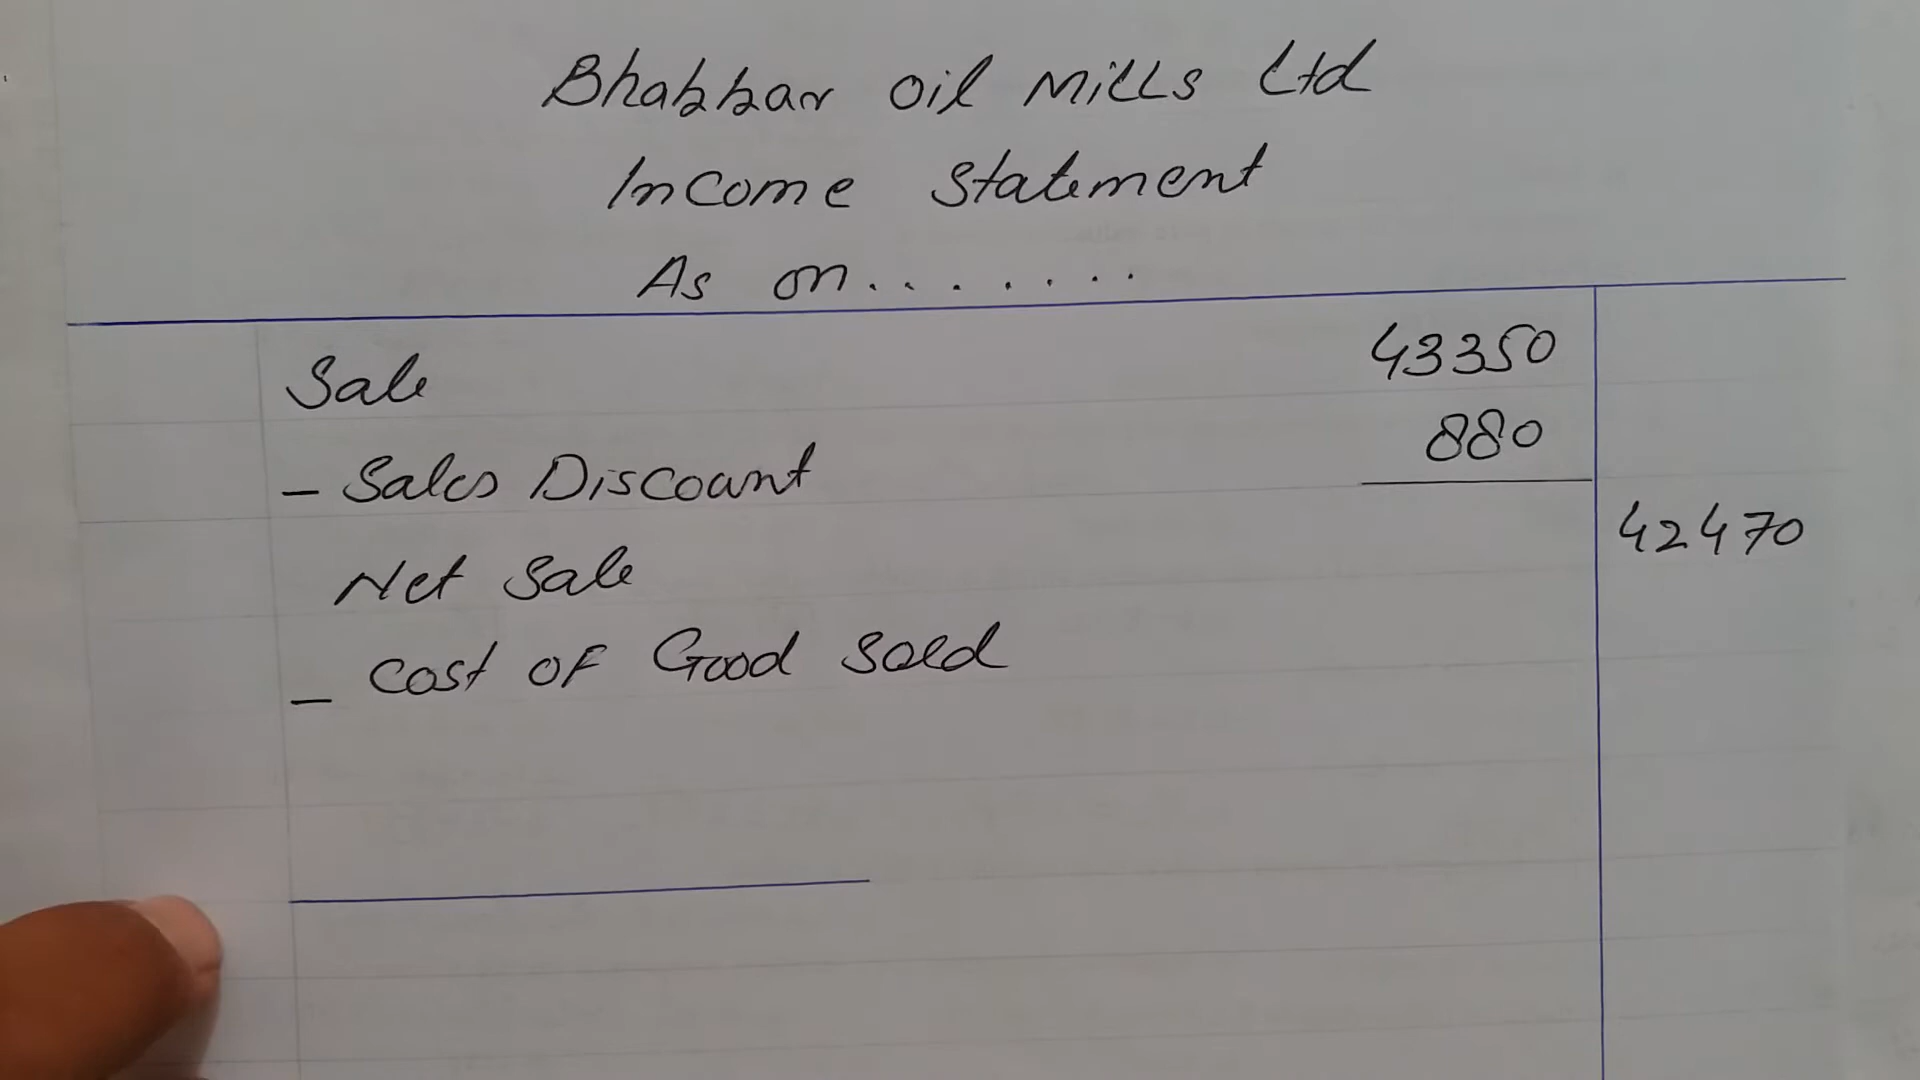 Bhakkar Oil Mills Ltd
Income Statement
As on.......
Sale 43350
- Sales Discount 880
Net Sale 42470
- Cost of Good Sold